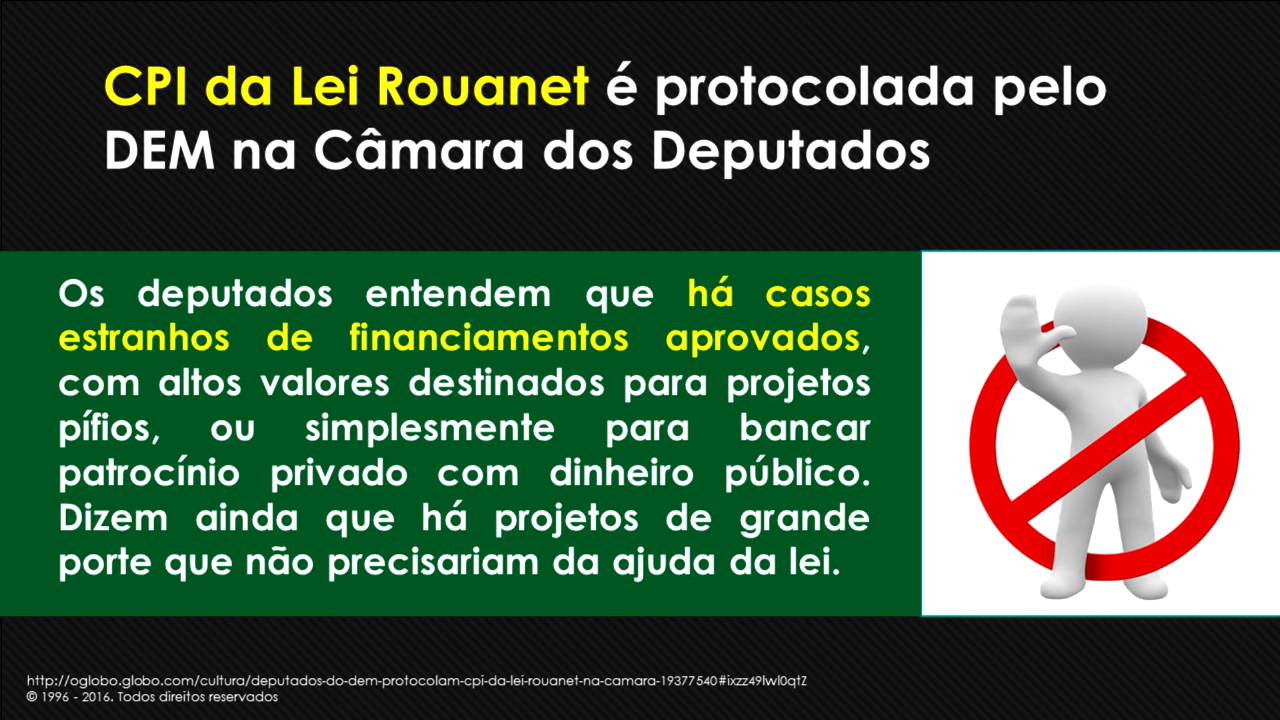 CPI da Lei Rouanet é protocolada pelo
DEM na Câmara dos Deputados
Os deputados entendem que há casos
estranhos de financiamentos aprovados,
com altos valores destinados para projetos
pífios, ou simplesmente para bancar
patrocínio privado com dinheiro público.
Dizem ainda que há projetos de grande
porte que não precisariam da ajuda da lei.
http://oglobo.globo.com/cultura/deputados-do-dem-protocolam-cpi-da-lei-rouanet-na-camara-19377540#ixzz49lwl0qtZ
© 1996 - 2016. Todos direitos reservados